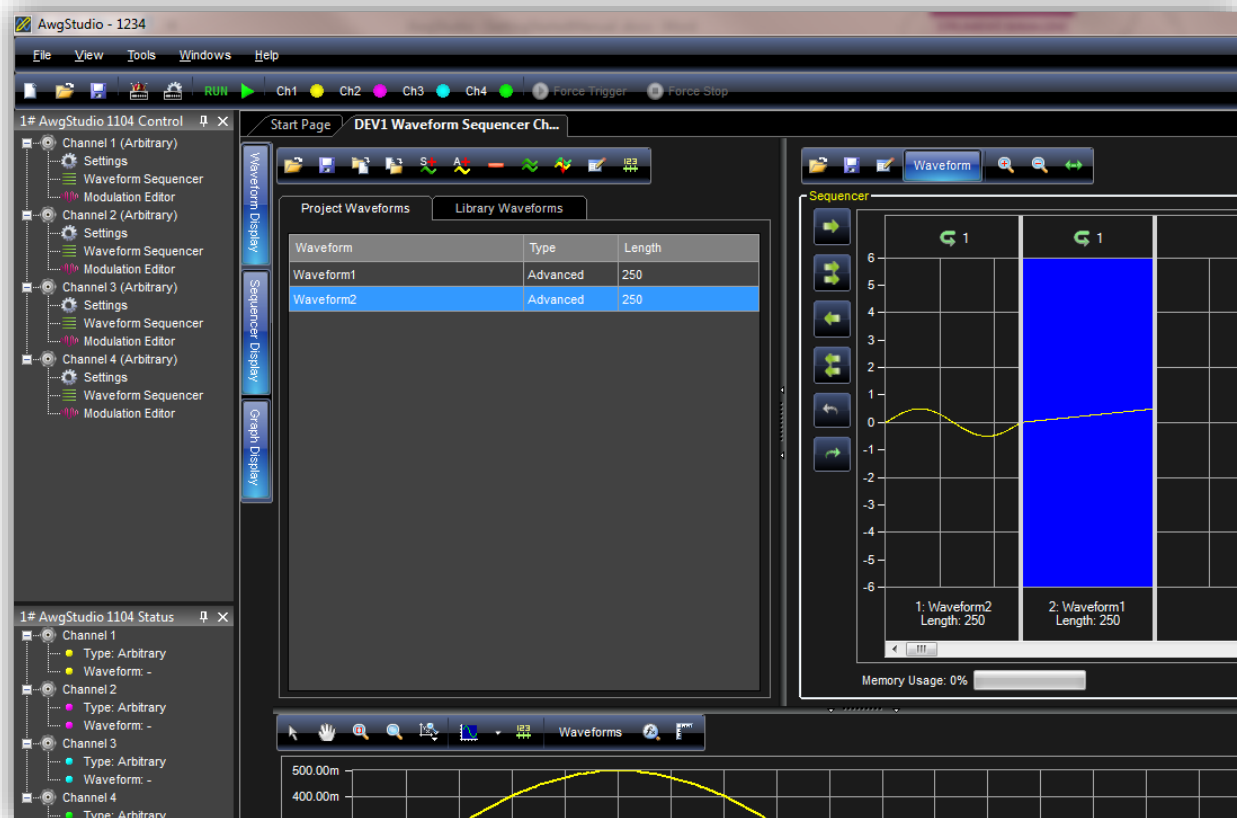 AwgStudio - 1234
File View Tools Windows Help
RUN Ch1 Ch2 Ch3 Ch4 Force Trigger Force Stop
1# AwgStudio 1104 Control
Channel 1 (Arbitrary)
Settings
Waveform Sequencer
Modulation Editor
Channel 2 (Arbitrary)
Settings
Waveform Sequencer
Modulation Editor
Channel 3 (Arbitrary)
Settings
Waveform Sequencer
Modulation Editor
Channel 4 (Arbitrary)
Settings
Waveform Sequencer
Modulation Editor
1# AwgStudio 1104 Status
Channel 1
Type: Arbitrary
Waveform: -
Channel 2
Type: Arbitrary
Waveform: -
Channel 3
Type: Arbitrary
Waveform: -
Channel 4
Type: Arbitrary
Start Page DEV1 Waveform Sequencer Ch...
Waveform Display
Sequencer Display
Graph Display
S A 123
Project Waveforms Library Waveforms
Waveform Type Length
Waveform1 Advanced 250
Waveform2 Advanced 250
Waveform
Sequencer
1 1
6
5
4
3
2
1
0
-1
-2
-3
-4
-5
-6
1: Waveform2 2: Waveform1
Length: 250 Length: 250
Memory Usage: 0%
123 Waveforms
500.00m
400.00m